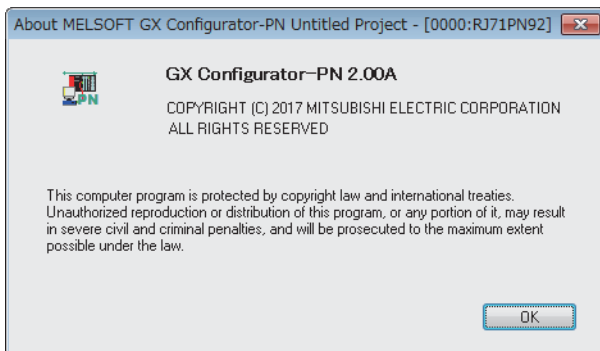 About MELSOFT GX Configurator-PN Untitled Project - [0000:RJ71PN92]
PN
GX Configurator-PN 2.00A
COPYRIGHT (C) 2017 MITSUBISHI ELECTRIC CORPORATION
ALL RIGHTS RESERVED
This computer program is protected by copyright law and international treaties.
Unauthorized reproduction or distribution of this program, or any portion of it, may result
in severe civil and criminal penalties, and will be prosecuted to the maximum extent
possible under the law.
OK